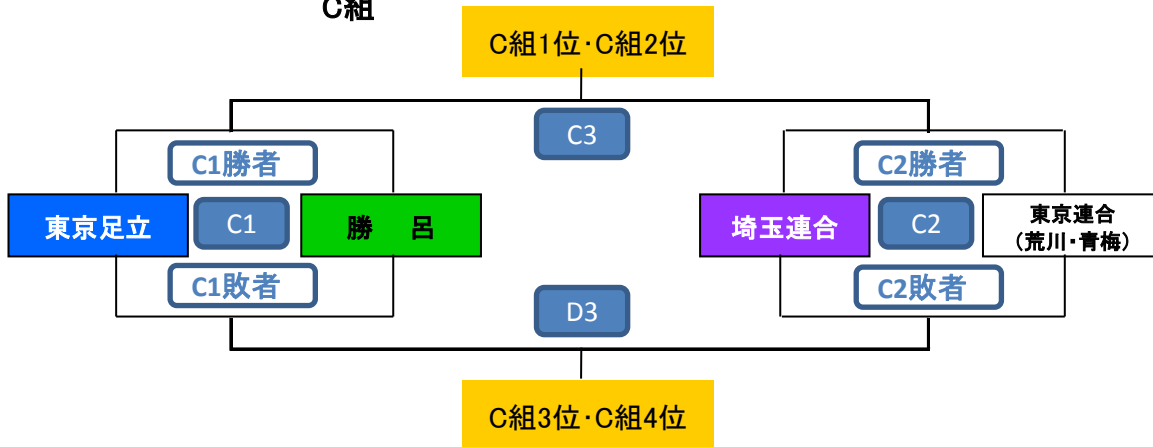 C組
C組1位・C組2位
C3
C1勝者
C2勝者
東京足立
C1
勝　呂
埼玉連合
C2
東京連合
(荒川・青梅)
C1敗者
C2敗者
D3
C組3位・C組4位